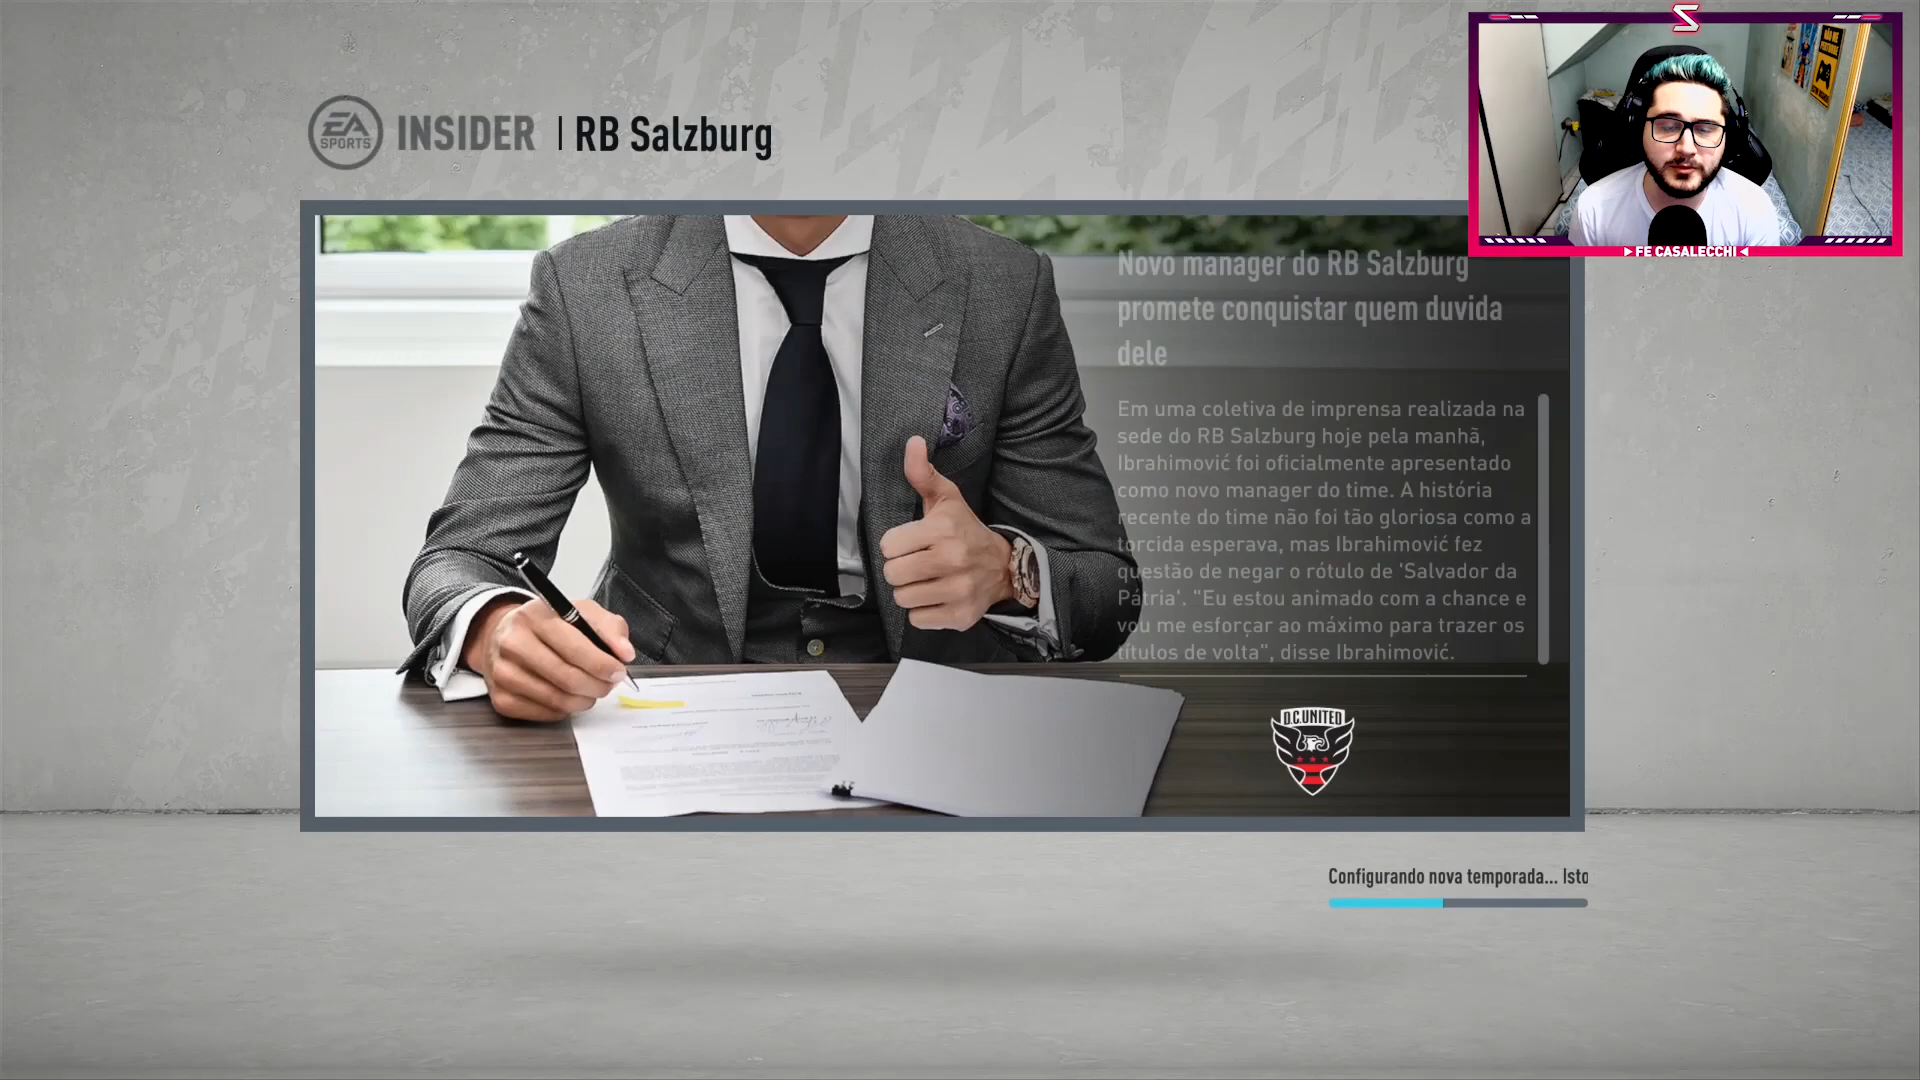 EA
SPORTS
INSIDER | RB Salzburg
Novo manager do RB Salzburg
promete conquistar quem duvida
dele
Em uma coletiva de imprensa realizada na
sede do RB Salzburg hoje pela manhã,
Ibrahimović foi oficialmente apresentado
como novo manager do time. A história
recente do time não foi tão gloriosa como a
torcida esperava, mas Ibrahimović fez
questão de negar o rótulo de 'Salvador da
Pátria'. "Eu estou animado com a chance e
vou me esforçar ao máximo para trazer os
títulos de volta", disse Ibrahimović.
D.C.UNITED
Configurando nova temporada... Isto
S
NÃO ME
FE CASALECCHI